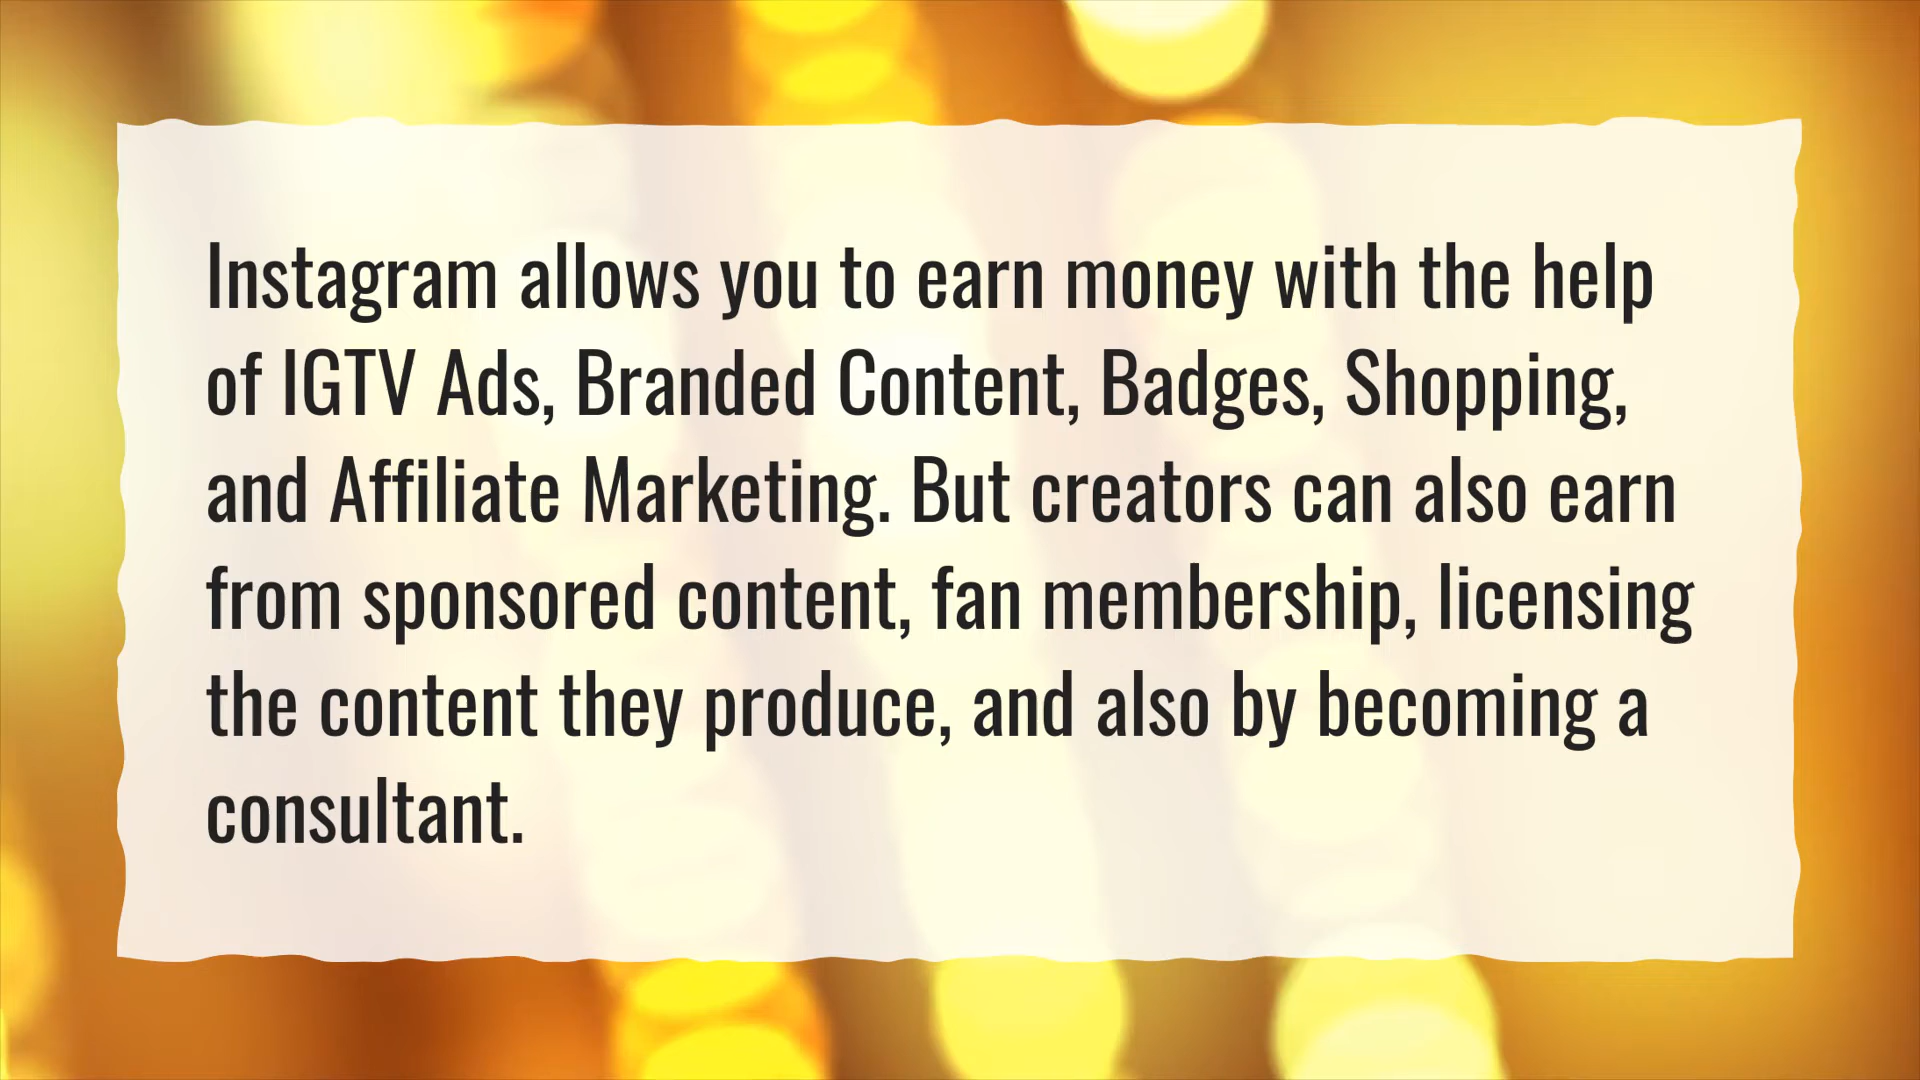 Instagram allows you to earn money with the help
of IGTV Ads, Branded Content, Badges, Shopping,
and Affiliate Marketing. But creators can also earn
from sponsored content, fan membership, licensing
the content they produce, and also by becoming a
consultant.